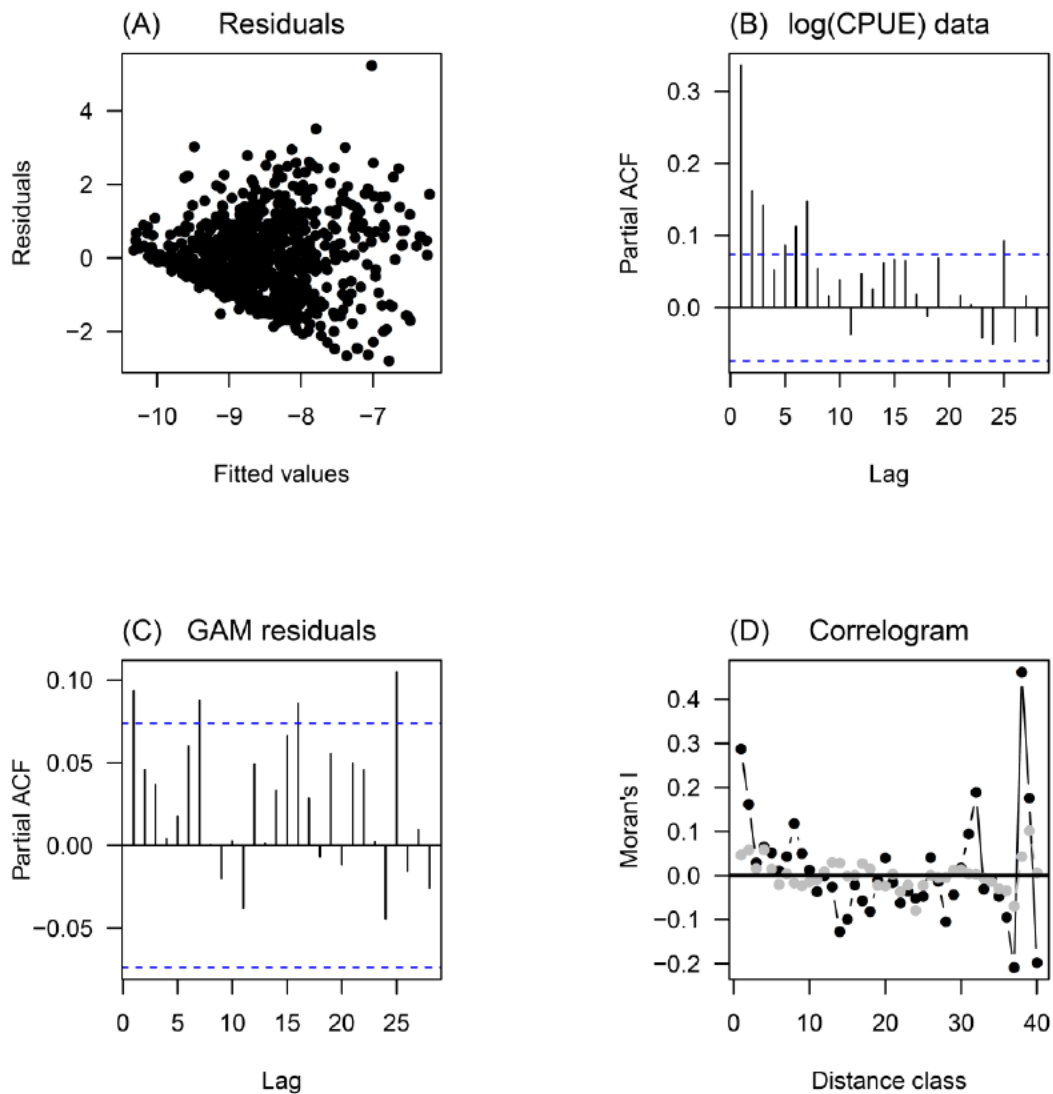 (A) Residuals
Residuals
4
2
0
−2
−10 −9 −8 −7
Fitted values
(B) log(CPUE) data
Partial ACF
0.3
0.2
0.1
0.0
0 5 10 15 20 25
Lag
(C) GAM residuals
Partial ACF
0.10
0.05
0.00
−0.05
0 5 10 15 20 25
Lag
(D) Correlogram
Moran's I
0.4
0.3
0.2
0.1
0.0
−0.1
−0.2
0 10 20 30 40
Distance class